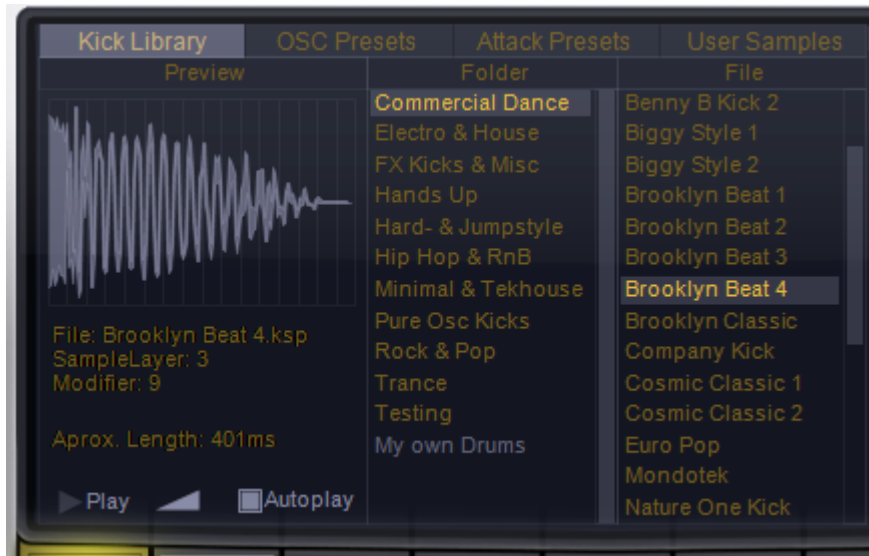 Kick Library
OSC Presets
Attack Presets
User Samples
Preview
Folder
File
Commercial Dance
Electro & House
FX Kicks & Misc
Hands Up
Hard- & Jumpstyle
Hip Hop & RnB
Minimal & Tekhouse
Pure Osc Kicks
Rock & Pop
Trance
Testing
My own Drums
Benny B Kick 2
Biggy Style 1
Biggy Style 2
Brooklyn Beat 1
Brooklyn Beat 2
Brooklyn Beat 3
Brooklyn Beat 4
Brooklyn Classic
Company Kick
Cosmic Classic 1
Cosmic Classic 2
Euro Pop
Mondotek
Nature One Kick
File: Brooklyn Beat 4.ksp
SampleLayer: 3
Modifier: 9
Aprox. Length: 401ms
Play
Autoplay